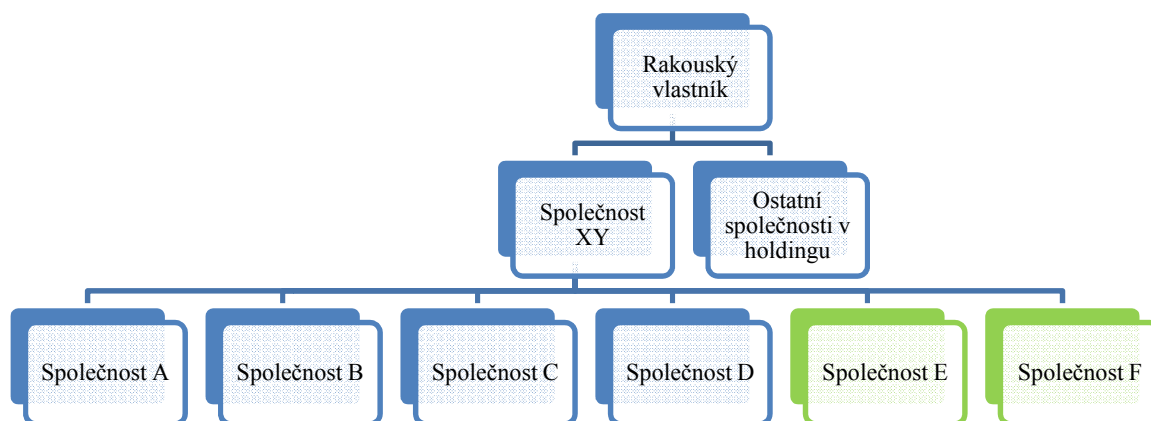 Rakouský
vlastník
Společnost
XY
Ostatní
společnosti v
holdingu
Společnost A
Společnost B
Společnost C
Společnost D
Společnost E
Společnost F